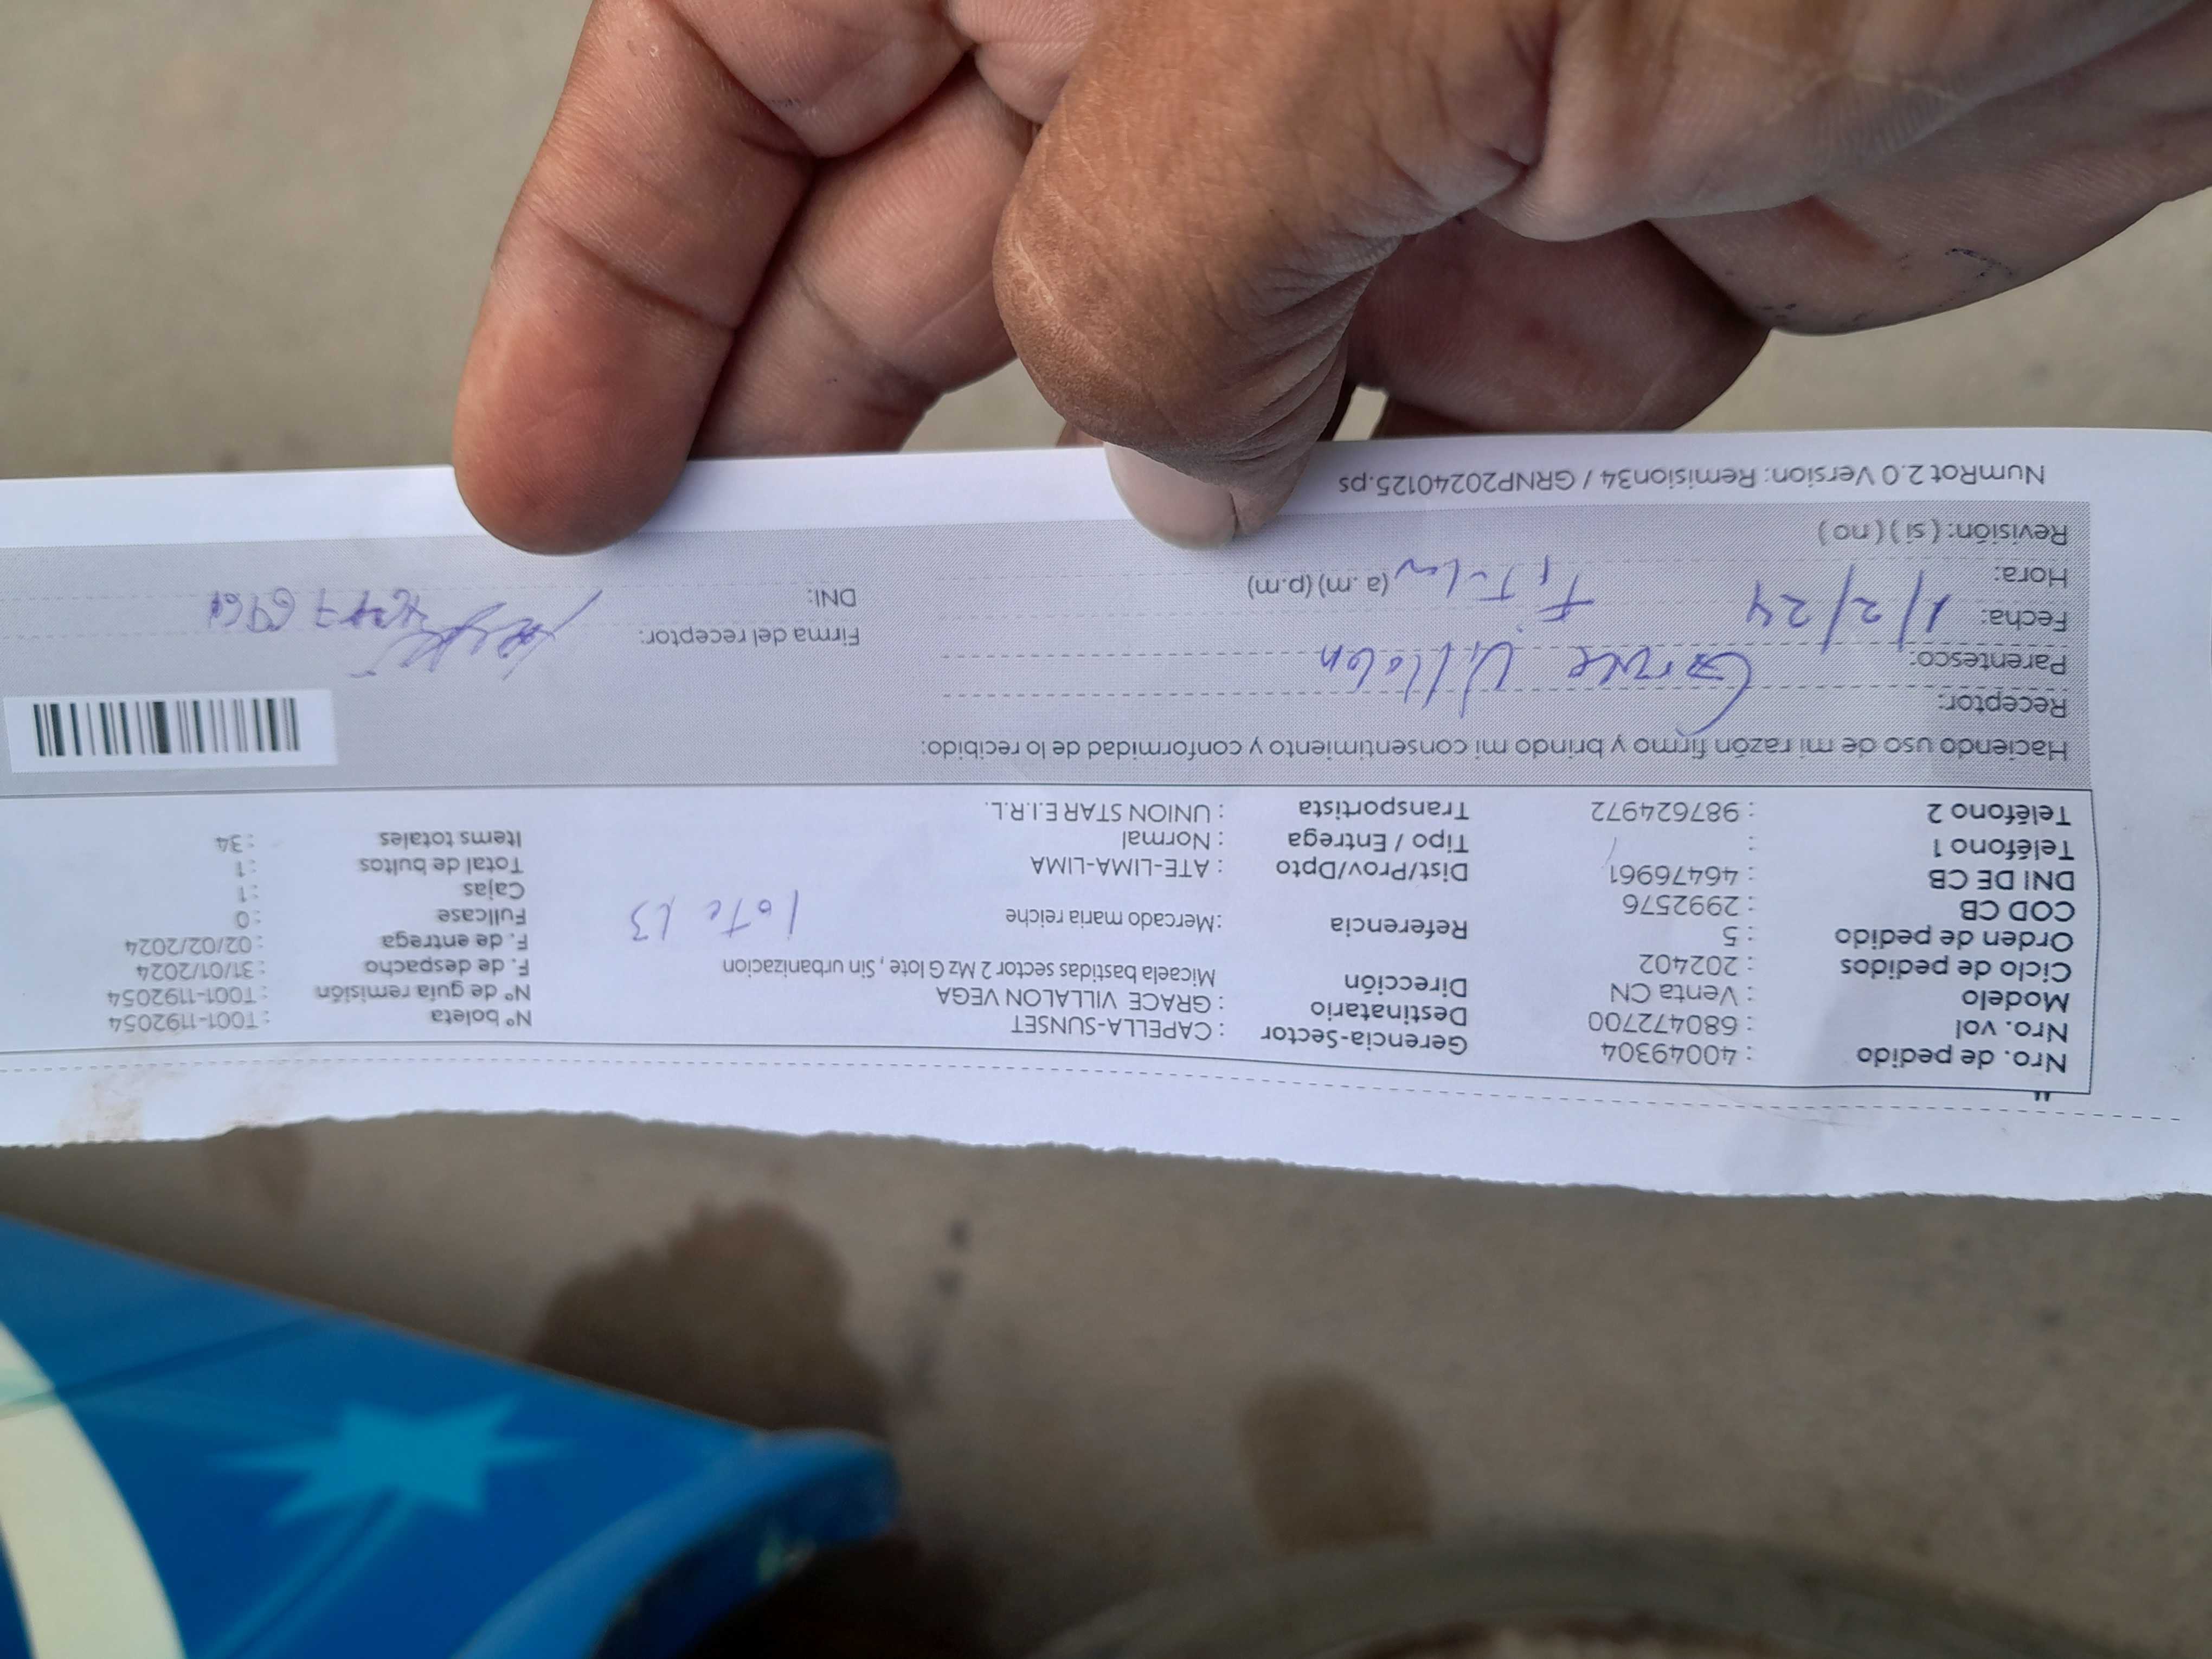 Nro. de pedido : 40049304 Gerencia-Sector : CAPELLA-SUNSET Nº boleta : T001-1192054
Nro. vol : 680472700 Destinatario : GRACE VILLALON VEGA Nº de guía remisión : T001-1192054
Modelo : Venta CN Dirección Micaela bastidas sector 2 Mz G lote , Sin urbanizacion F. de despacho : 31/01/2024
Ciclo de pedidos : 202402 F. de entrega : 02/02/2024
Orden de pedido : 5 Referencia : Mercado maria reiche lote 13 Fullcase : 0
COD CB : 2992576 Cajas : 1
DNI DE CB : 46476961 Dist/Prov/Dpto : ATE-LIMA-LIMA Total de bultos : 1
Teléfono 1 : Tipo / Entrega : Normal Items totales : 34
Teléfono 2 : 987624972 Transportista : UNION STAR E.I.R.L.
Haciendo uso de mi razón firmo y brindo mi consentimiento y conformidad de lo recibido:
Receptor: Grace Villalon
Parentesco: Firma del receptor:
Fecha: 1/2/24 Titular DNI:
Hora: (a. m) (p.m)
Revisión: ( si ) ( no )
NumRot 2.0 Version: Remision34 / GRNP20240125.ps